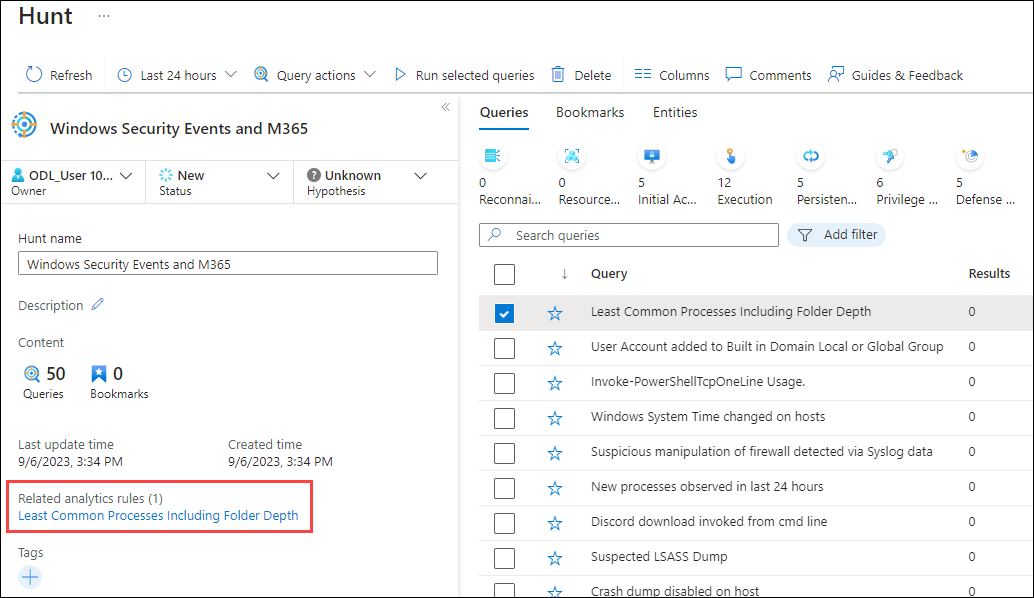 Hunt ...
Refresh Last 24 hours Query actions Run selected queries Delete Columns Comments Guides & Feedback
Windows Security Events and M365
ODL_User 10...
Owner
New
Status
Unknown
Hypothesis
Hunt name
Windows Security Events and M365
Description
Content
50
Queries
0
Bookmarks
Last update time
9/6/2023, 3:34 PM
Created time
9/6/2023, 3:34 PM
Related analytics rules (1)
Least Common Processes Including Folder Depth
Tags
Queries Bookmarks Entities
0
Reconnai...
0
Resource...
5
Initial Ac...
12
Execution
5
Persisten...
6
Privilege ...
5
Defense ...
Search queries
Add filter
Query Results
Least Common Processes Including Folder Depth 0
User Account added to Built in Domain Local or Global Group 0
Invoke-PowerShellTcpOneLine Usage. 0
Windows System Time changed on hosts 0
Suspicious manipulation of firewall detected via Syslog data 0
New processes observed in last 24 hours 0
Discord download invoked from cmd line 0
Suspected LSASS Dump 0
Crash dump disabled on host 0